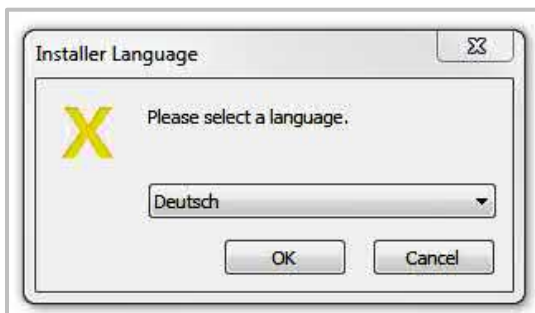 Installer Language
Please select a language.
Deutsch
OK
Cancel